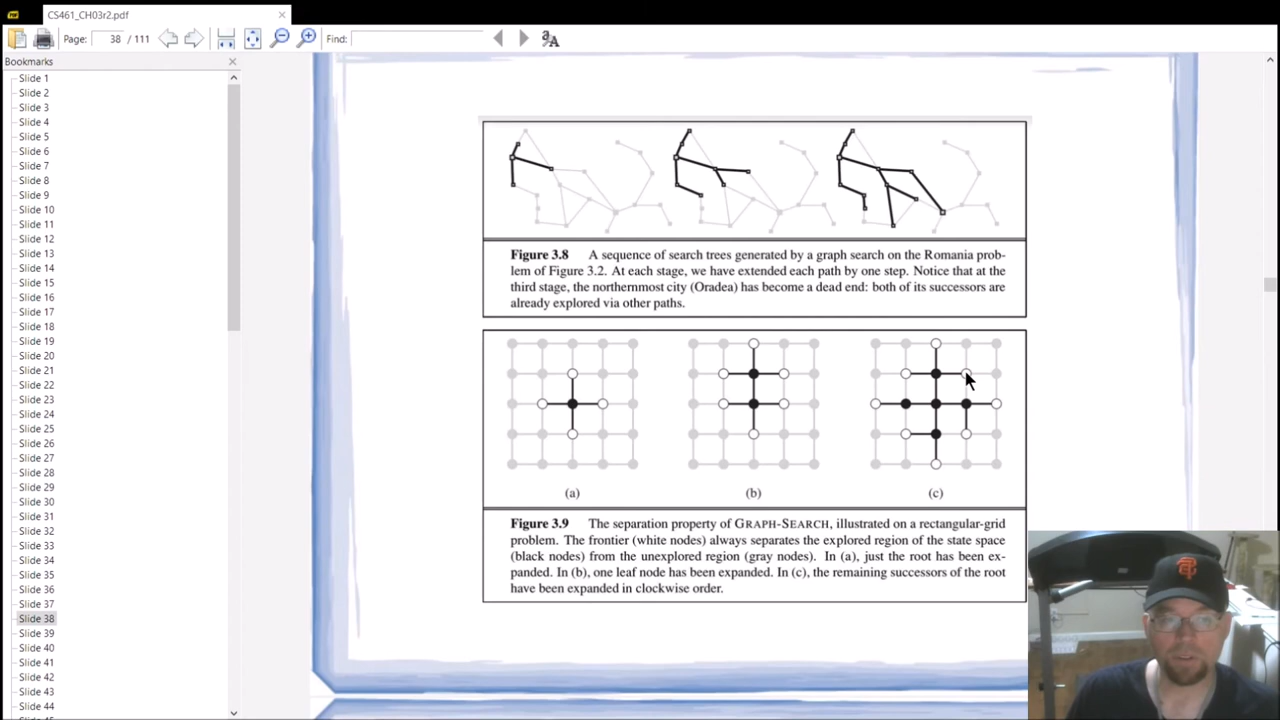 CS461_CH03r2.pdf
Page: 38 / 111 Find:
Bookmarks
Slide 1
Slide 2
Slide 3
Slide 4
Slide 5
Slide 6
Slide 7
Slide 8
Slide 9
Slide 10
Slide 11
Slide 12
Slide 13
Slide 14
Slide 15
Slide 16
Slide 17
Slide 18
Slide 19
Slide 20
Slide 21
Slide 22
Slide 23
Slide 24
Slide 25
Slide 26
Slide 27
Slide 28
Slide 29
Slide 30
Slide 31
Slide 32
Slide 33
Slide 34
Slide 35
Slide 36
Slide 37
Slide 38
Slide 39
Slide 40
Slide 41
Slide 42
Slide 43
Slide 44
Figure 3.8 A sequence of search trees generated by a graph search on the Romania prob-
lem of Figure 3.2. At each stage, we have extended each path by one step. Notice that at the
third stage, the northernmost city (Oradea) has become a dead end: both of its successors are
already explored via other paths.
(a) (b) (c)
Figure 3.9 The separation property of GRAPH-SEARCH, illustrated on a rectangular-grid
problem. The frontier (white nodes) always separates the explored region of the state space
(black nodes) from the unexplored region (gray nodes). In (a), just the root has been ex-
panded. In (b), one leaf node has been expanded. In (c), the remaining successors of the root
have been expanded in clockwise order.